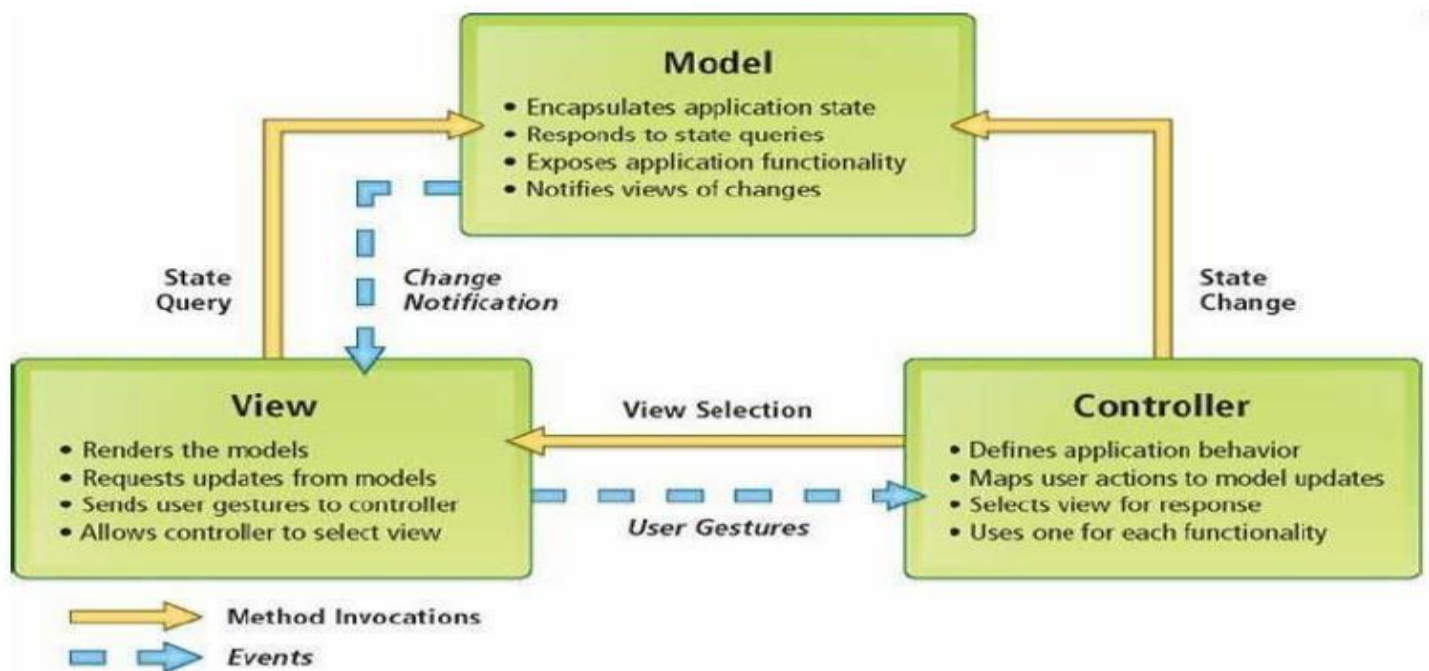 Model
• Encapsulates application state
• Responds to state queries
• Exposes application functionality
• Notifies views of changes
State
Query
Change
Notification
State
Change
View
• Renders the models
• Requests updates from models
• Sends user gestures to controller
• Allows controller to select view
View Selection
User Gestures
Controller
• Defines application behavior
• Maps user actions to model updates
• Selects view for response
• Uses one for each functionality
Method Invocations
Events